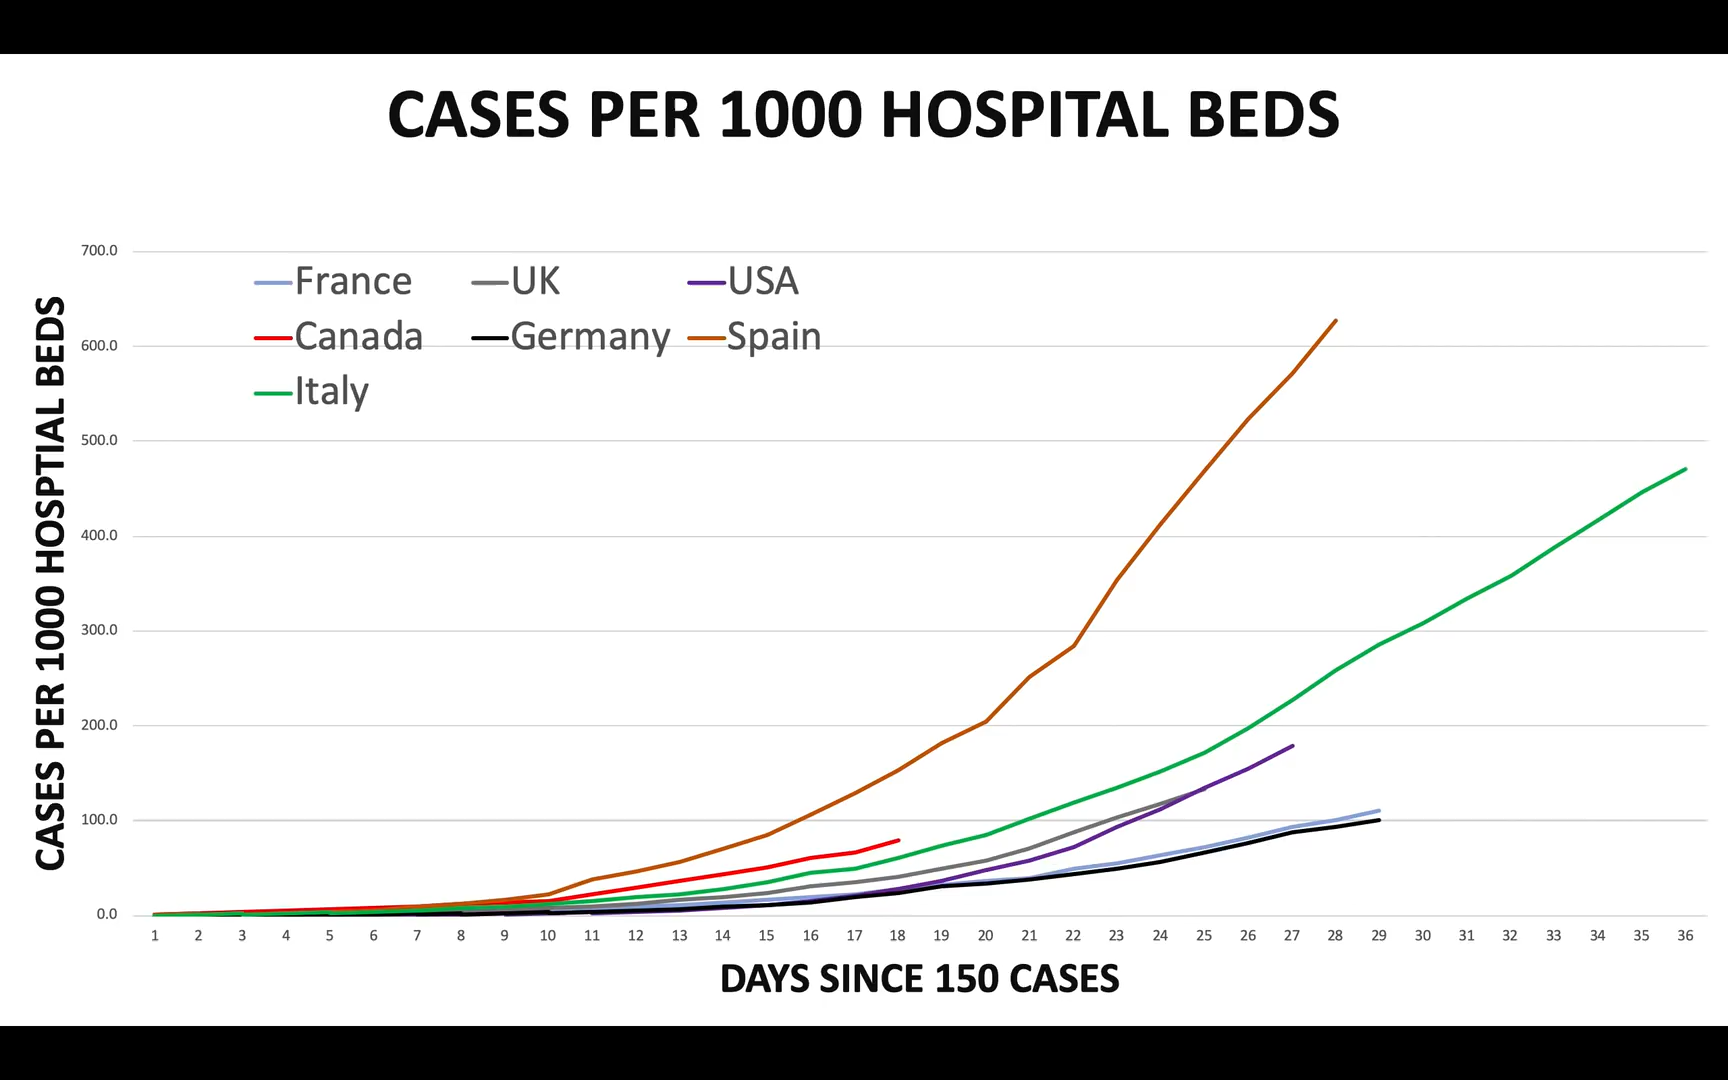 CASES PER 1000 HOSPITAL BEDS
CASES PER 1000 HOSPTIAL BEDS
700.0
600.0
500.0
400.0
300.0
200.0
100.0
0.0
France UK USA
Canada Germany Spain
Italy
1 2 3 4 5 6 7 8 9 10 11 12 13 14 15 16 17 18 19 20 21 22 23 24 25 26 27 28 29 30 31 32 33 34 35 36
DAYS SINCE 150 CASES